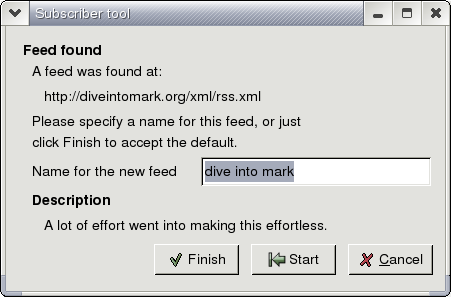 Subscriber tool
Feed found
A feed was found at:
http://diveintomark.org/xml/rss.xml
Please specify a name for this feed, or just
click Finish to accept the default.
Name for the new feed dive into mark
Description
A lot of effort went into making this effortless.
Finish Start Cancel